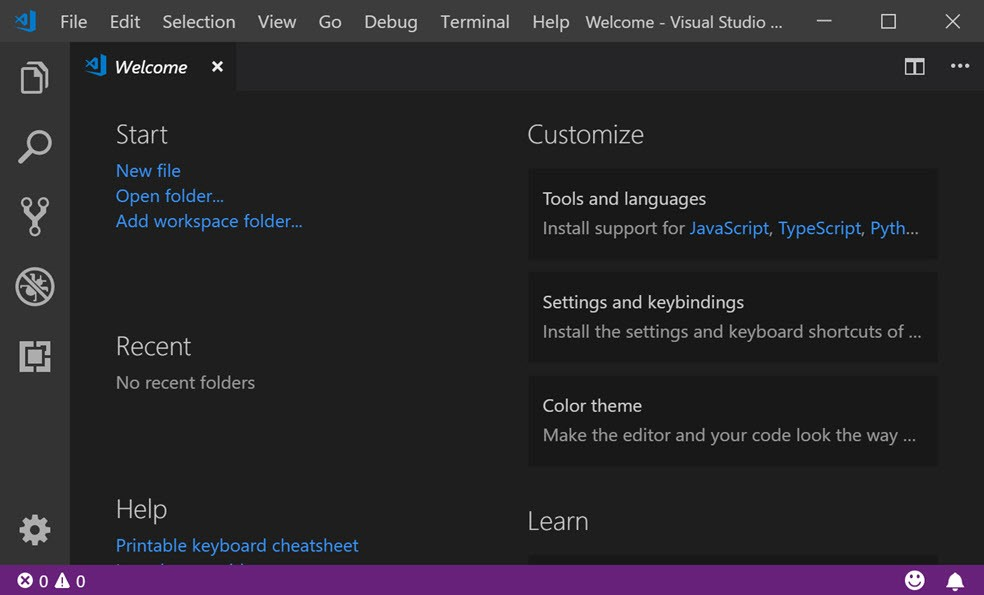 File Edit Selection View Go Debug Terminal Help Welcome - Visual Studio ...
Welcome
Start
New file
Open folder...
Add workspace folder...
Recent
No recent folders
Help
Printable keyboard cheatsheet
Customize
Tools and languages
Install support for JavaScript, TypeScript, Pyth...
Settings and keybindings
Install the settings and keyboard shortcuts of ...
Color theme
Make the editor and your code look the way ...
Learn
0 0